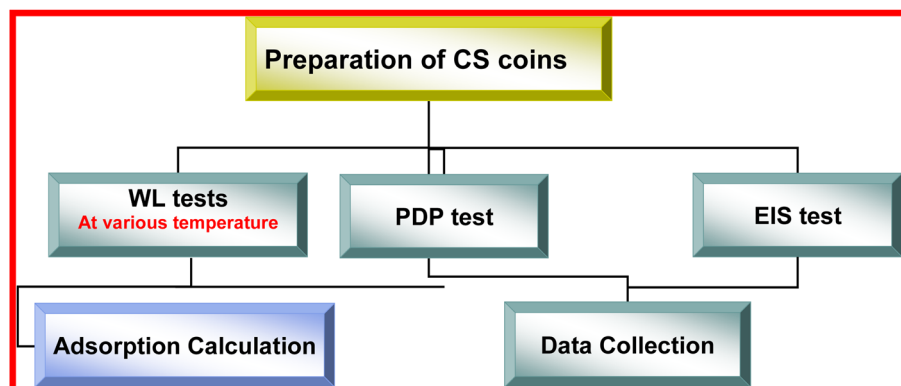 Preparation of CS coins
WL tests
At various temperature
PDP test
EIS test
Adsorption Calculation
Data Collection